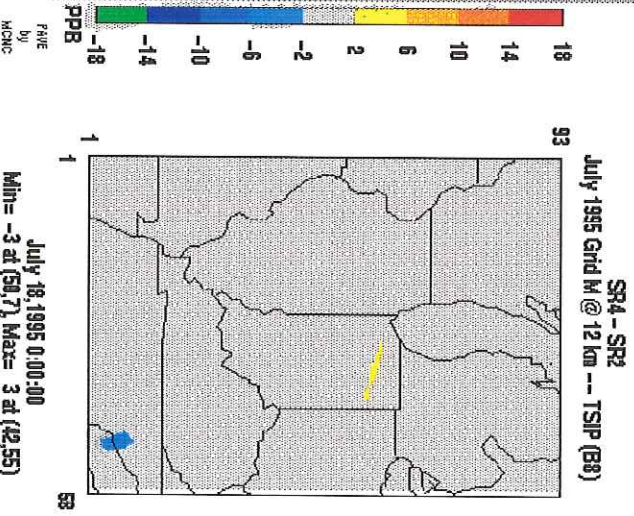 SR4 - SR2
July 1995 Grid M @ 12 km --- TSIP (B8)
18
14
10
6
2
-2
-6
-10
-14
-18
PPB
PAVE
by
MCNC
93
1
1
68
July 18,1995 0:00:00
Min= -3 at (50,7), Max= 3 at (42,55)